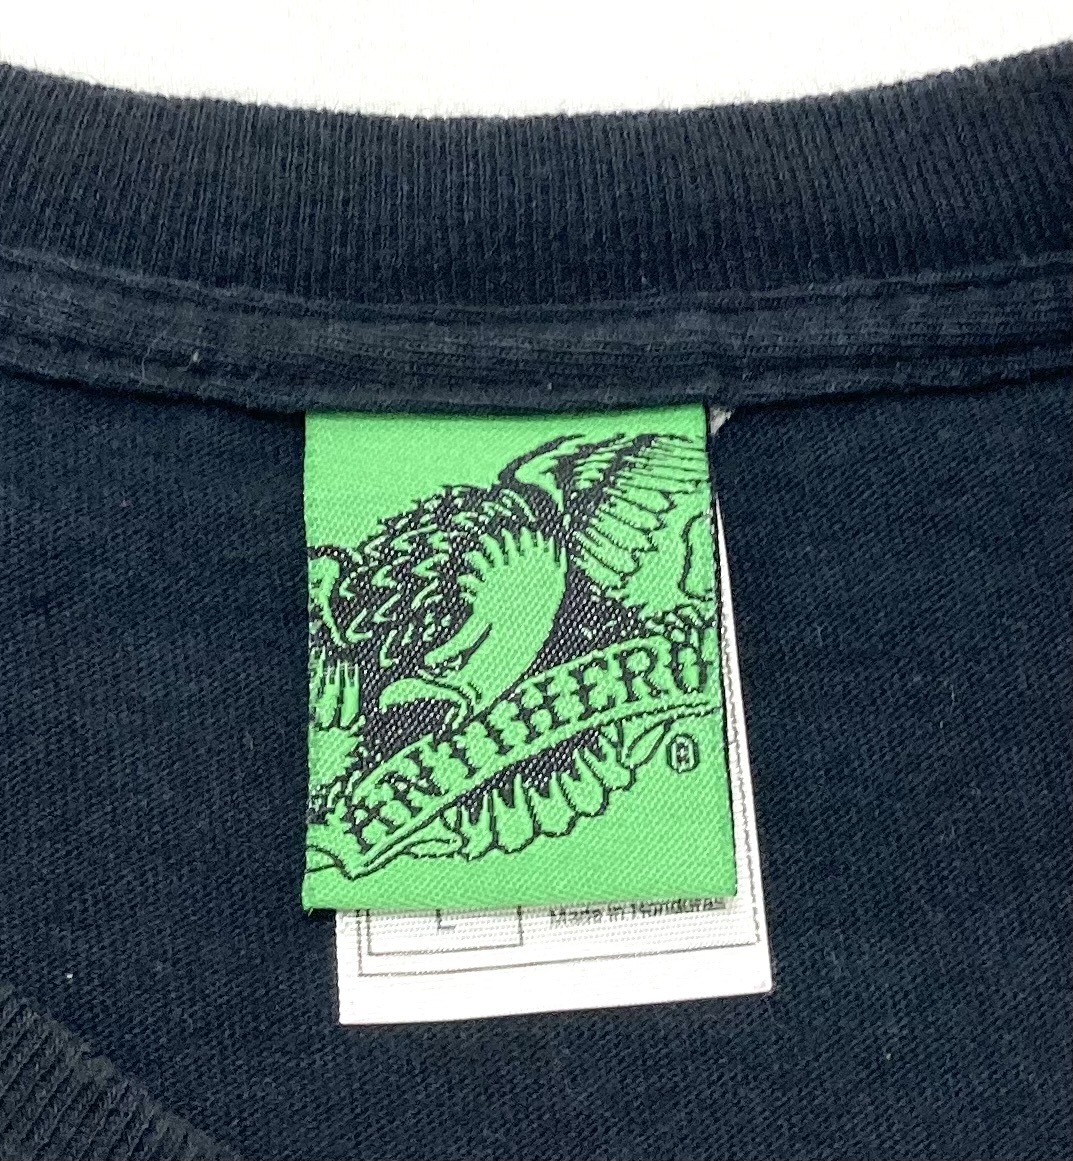 ANTIHERO
®
L
Made in Honduras